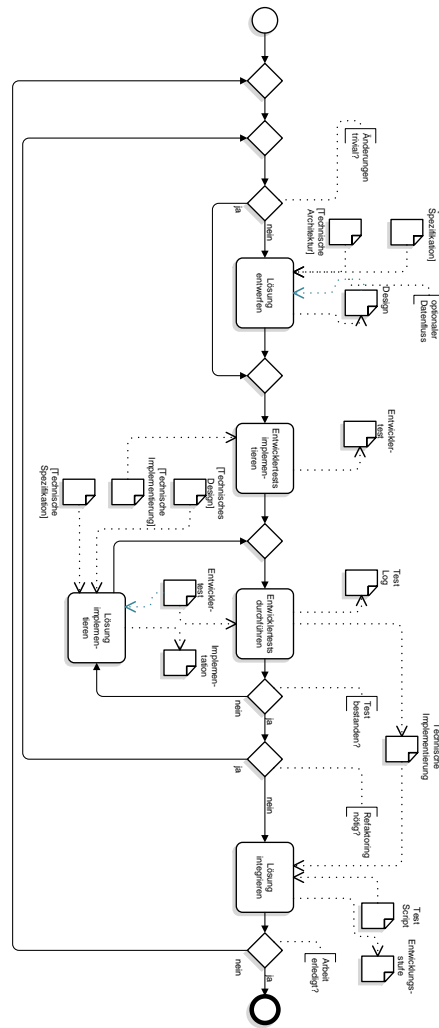 Änderungen
trivial?
ja
nein
[Technische
Architektur]
Spezifikation]
Lösung
entwerfen
Design
optionaler
Datenfluss
Entwicklertests
implemen-
tieren
Entwickler-
test
[Technische
Spezifikation]
[Technische
Implementierung]
[Technisches
Design]
Lösung
implemen-
tieren
Entwickler-
test
Implemen-
tation
Entwicklertests
durchführen
Test
Log
Technische
Implementierung
Test
bestanden?
nein
ja
Refaktoring
nötig?
ja
nein
Lösung
integrieren
Test
Script
Entwicklungs-
stufe
Arbeit
erledigt?
nein
ja